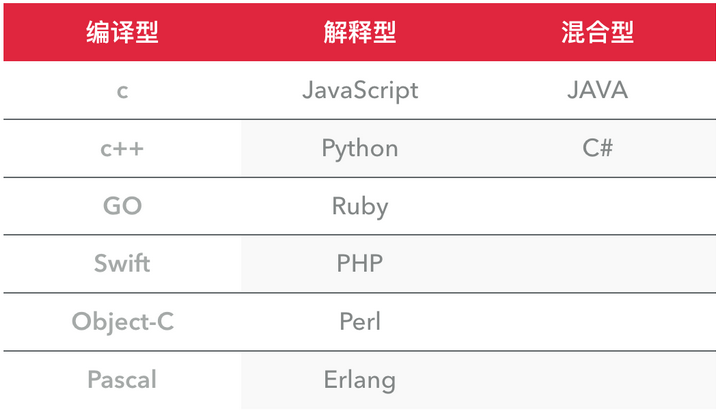 编译型 解释型 混合型
c JavaScript JAVA
c++ Python C#
GO Ruby
Swift PHP
Object-C Perl
Pascal Erlang